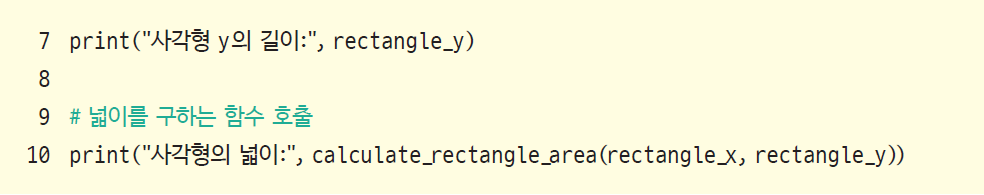 7 print("사각형 y의 길이:", rectangle_y)
8
9 # 넓이를 구하는 함수 호출
10 print("사각형의 넓이:", calculate_rectangle_area(rectangle_x, rectangle_y))